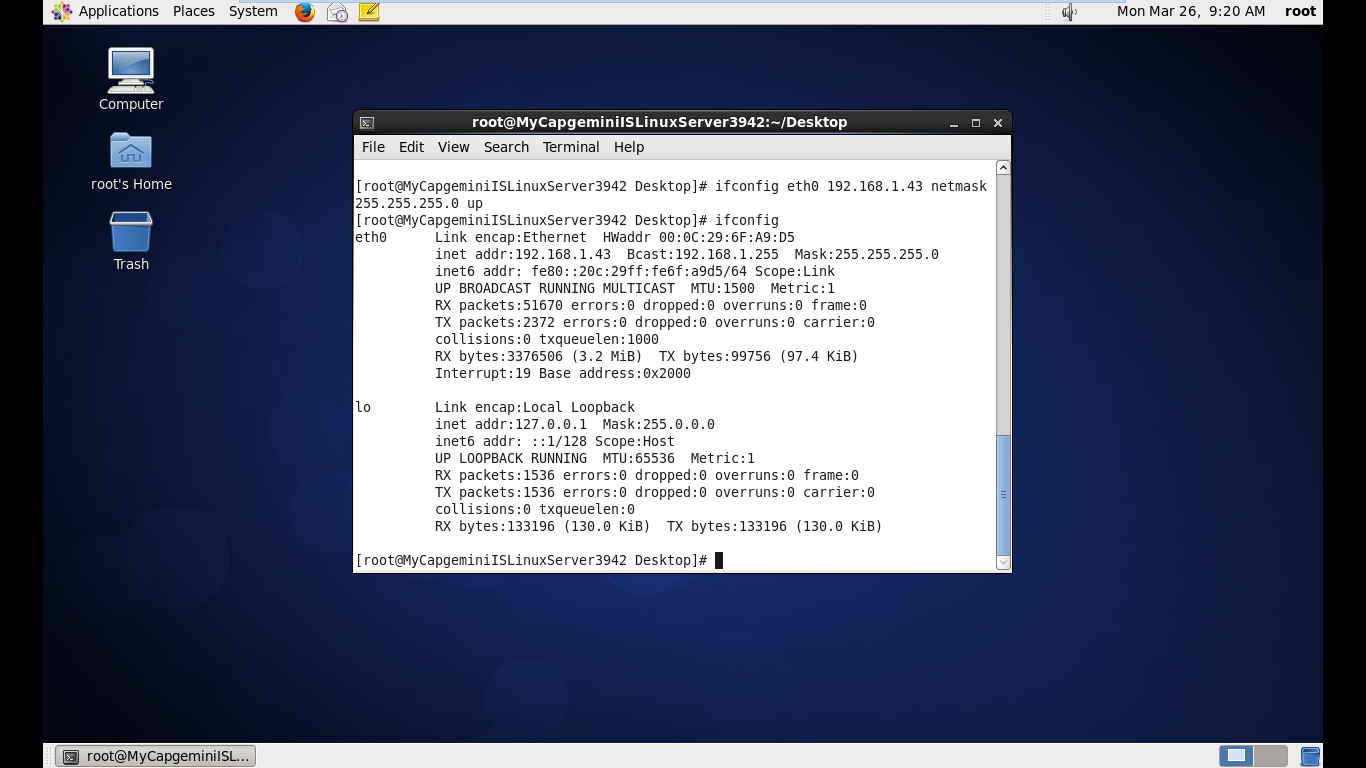 Applications Places System Mon Mar 26, 9:20 AM root
Computer
root's Home
Trash
root@MyCapgeminiISLinuxServer3942:~/Desktop
File Edit View Search Terminal Help
[root@MyCapgeminiISLinuxServer3942 Desktop]# ifconfig eth0 192.168.1.43 netmask
255.255.255.0 up
[root@MyCapgeminiISLinuxServer3942 Desktop]# ifconfig
eth0      Link encap:Ethernet  HWaddr 00:0C:29:6F:A9:D5
          inet addr:192.168.1.43  Bcast:192.168.1.255  Mask:255.255.255.0
          inet6 addr: fe80::20c:29ff:fe6f:a9d5/64 Scope:Link
          UP BROADCAST RUNNING MULTICAST  MTU:1500  Metric:1
          RX packets:51670 errors:0 dropped:0 overruns:0 frame:0
          TX packets:2372 errors:0 dropped:0 overruns:0 carrier:0
          collisions:0 txqueuelen:1000
          RX bytes:3376506 (3.2 MiB)  TX bytes:99756 (97.4 KiB)
          Interrupt:19 Base address:0x2000
lo        Link encap:Local Loopback
          inet addr:127.0.0.1  Mask:255.0.0.0
          inet6 addr: ::1/128 Scope:Host
          UP LOOPBACK RUNNING  MTU:65536  Metric:1
          RX packets:1536 errors:0 dropped:0 overruns:0 frame:0
          TX packets:1536 errors:0 dropped:0 overruns:0 carrier:0
          collisions:0 txqueuelen:0
          RX bytes:133196 (130.0 KiB)  TX bytes:133196 (130.0 KiB)
[root@MyCapgeminiISLinuxServer3942 Desktop]#
root@MyCapgeminiISL...